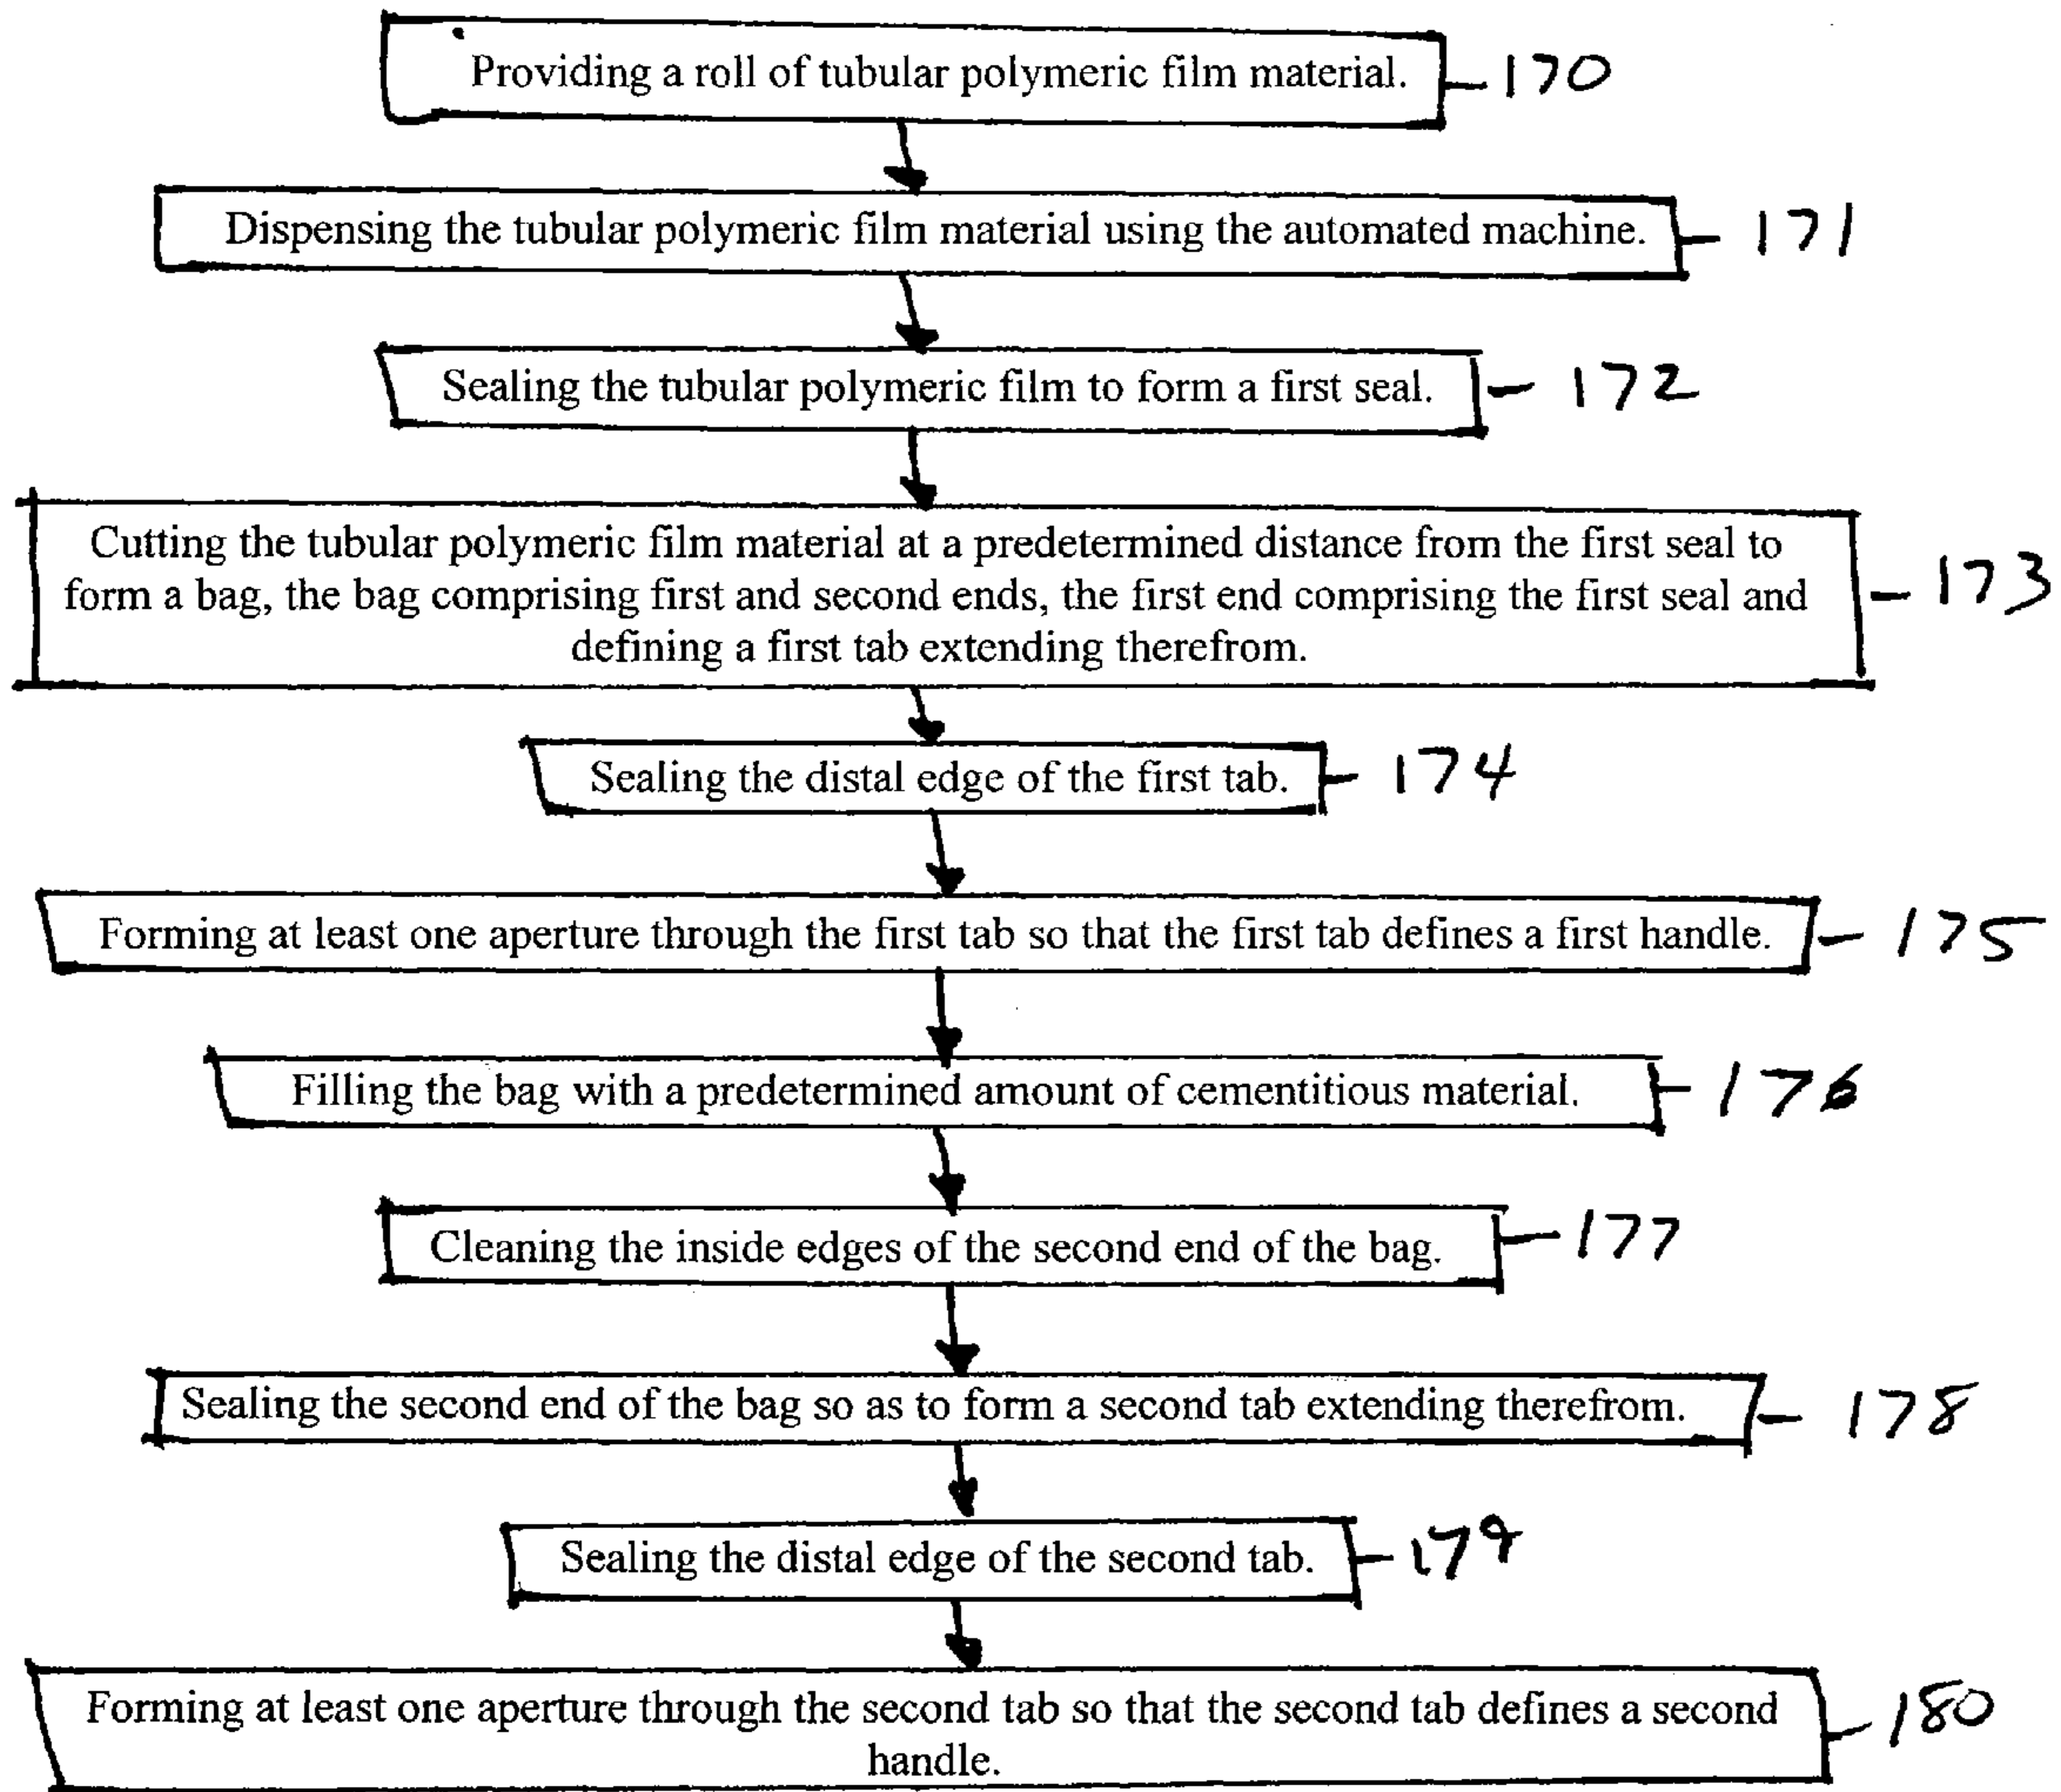 Providing a roll of tubular polymeric film material. 170
Dispensing the tubular polymeric film material using the automated machine. 171
Sealing the tubular polymeric film to form a first seal. 172
Cutting the tubular polymeric film material at a predetermined distance from the first seal to
form a bag, the bag comprising first and second ends, the first end comprising the first seal and 173
defining a first tab extending therefrom.
Sealing the distal edge of the first tab. 174
Forming at least one aperture through the first tab so that the first tab defines a first handle. 175
Filling the bag with a predetermined amount of cementitious material. 176
Cleaning the inside edges of the second end of the bag. 177
Sealing the second end of the bag so as to form a second tab extending therefrom. 178
Sealing the distal edge of the second tab. 179
Forming at least one aperture through the second tab so that the second tab defines a second 180
handle.